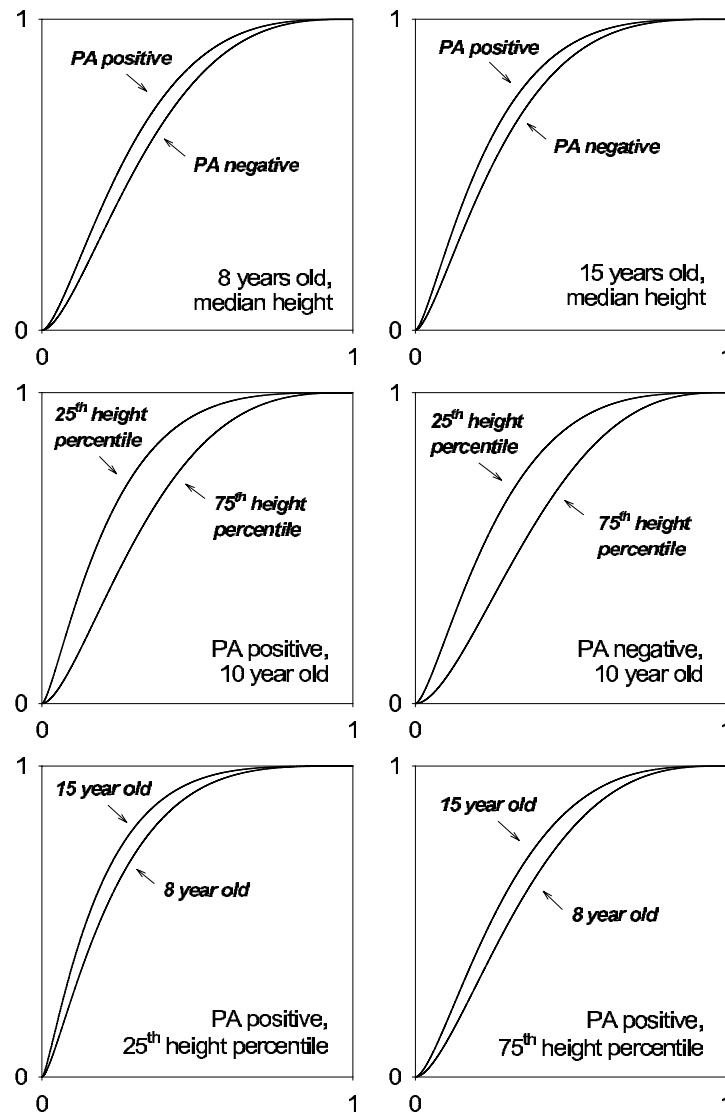 1
PA positive
PA negative
8 years old,
median height
0
0
1
1
PA positive
PA negative
15 years old,
median height
0
0
1
1
25th height
percentile
75th height
percentile
PA positive,
10 year old
0
0
1
1
25th height
percentile
75th height
percentile
PA negative,
10 year old
0
0
1
1
15 year old
8 year old
PA positive,
25th height percentile
0
0
1
1
15 year old
8 year old
PA positive,
75th height percentile
0
0
1